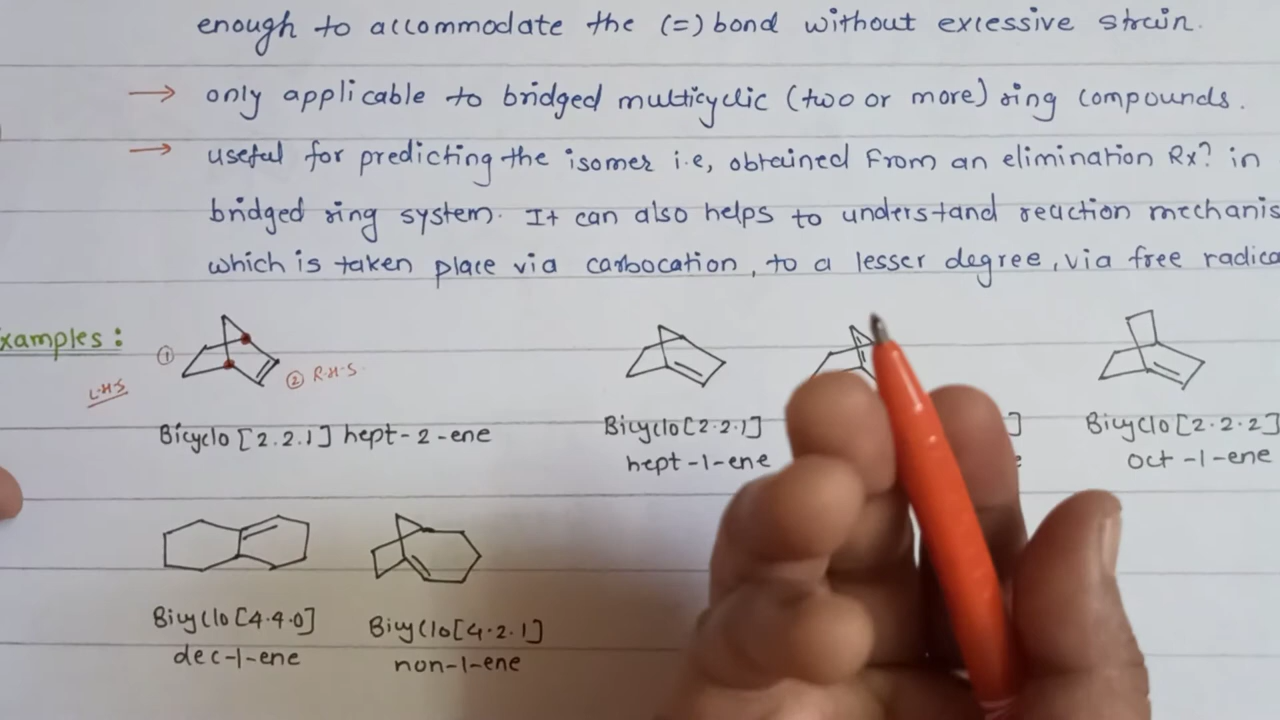 enough to accommodate the (=) bond without excessive strain.
→ only applicable to bridged multicyclic (two or more) ring compounds.
→ useful for predicting the isomer i.e, obtained From an elimination Rx? in
bridged ring system. It can also helps to understand reaction mechanis
which is taken place via carbocation, to a lesser degree, via free radica
xamples:
①
L·H·S
② R·H·S·
Bicyclo [2.2.1] hept-2-ene
Bicyclo[2·2·1]
hept-1-ene
]
e
Bicyclo[2·2·2]
oct-1-ene
Bicyclo[4·4·0]
dec-1-ene
Bicyclo[4·2·1]
non-1-ene